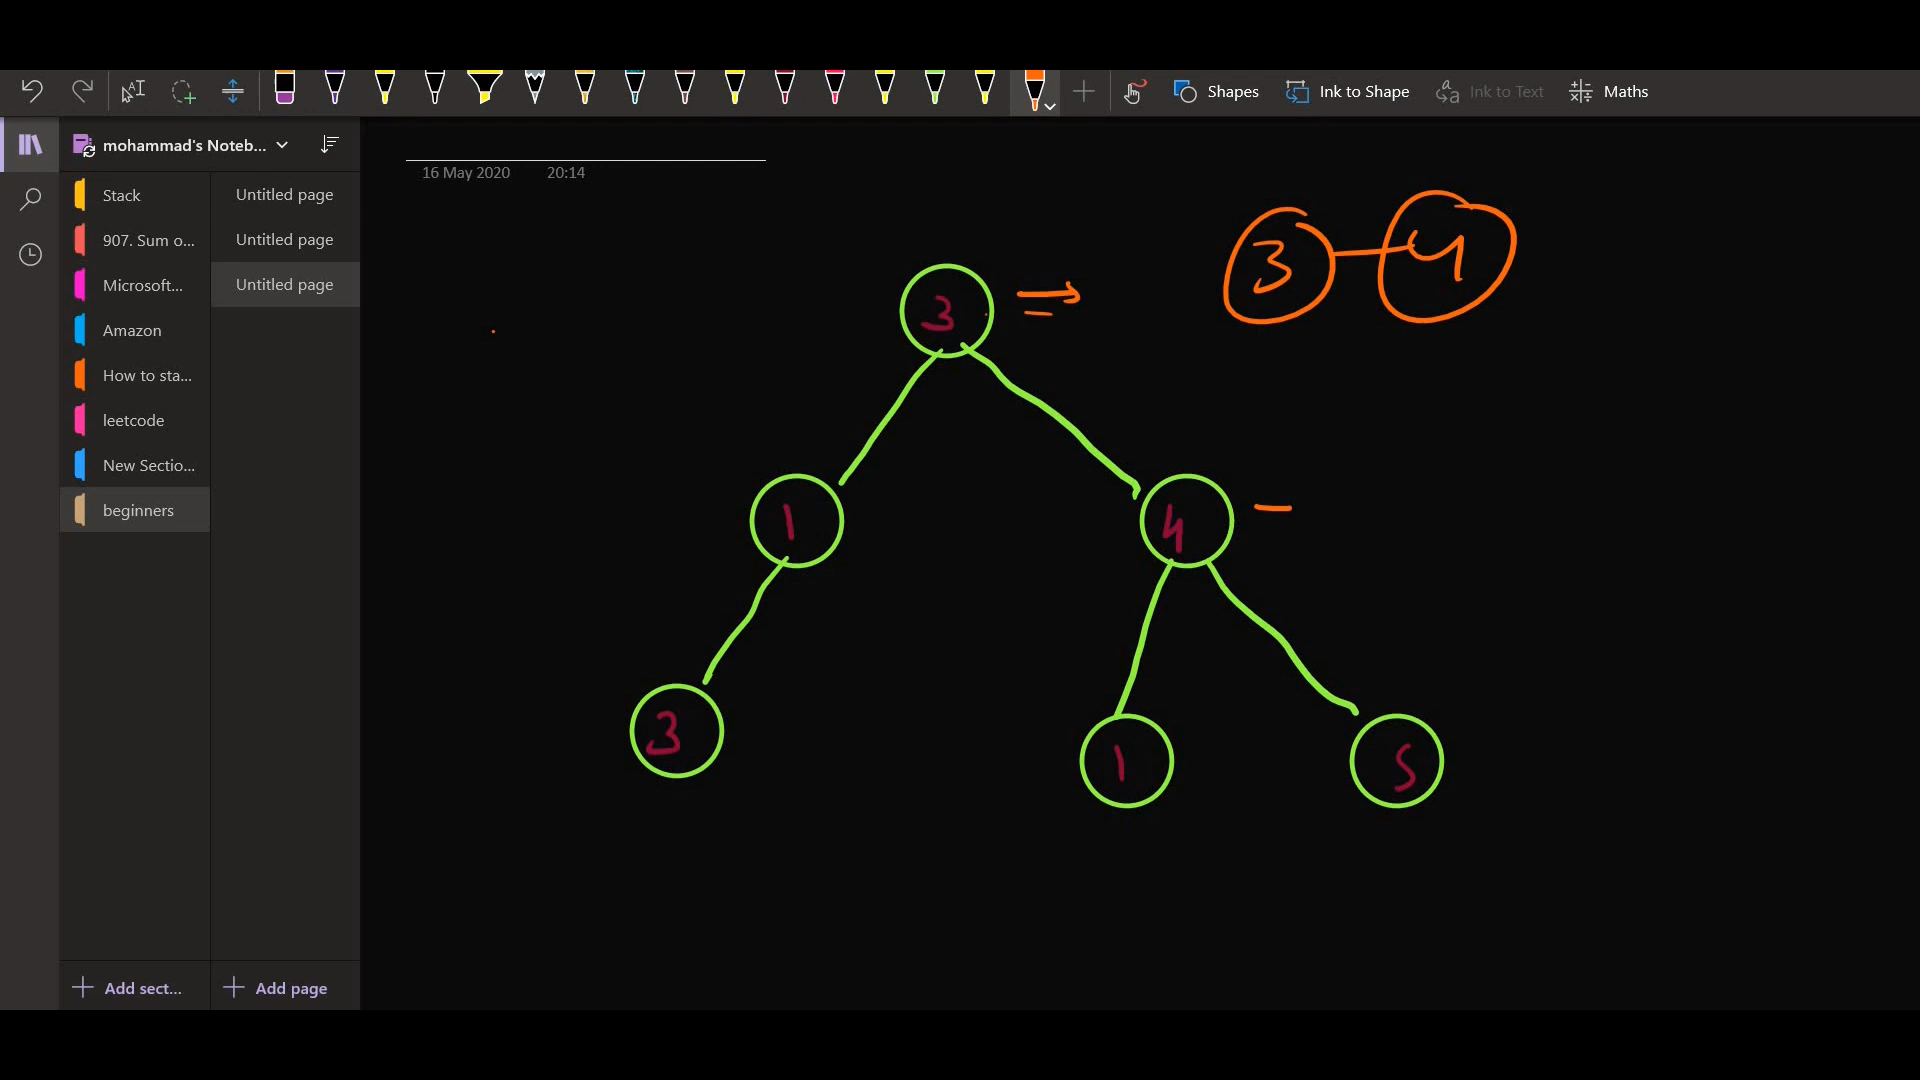 Shapes
Ink to Shape
Ink to Text
Maths
mohammad's Noteb...
Stack
907. Sum o...
Microsoft...
Amazon
How to sta...
leetcode
New Sectio...
beginners
Add sect...
Untitled page
Untitled page
Untitled page
Add page
16 May 2020 20:14
3 4
3
1 4
3 1 5